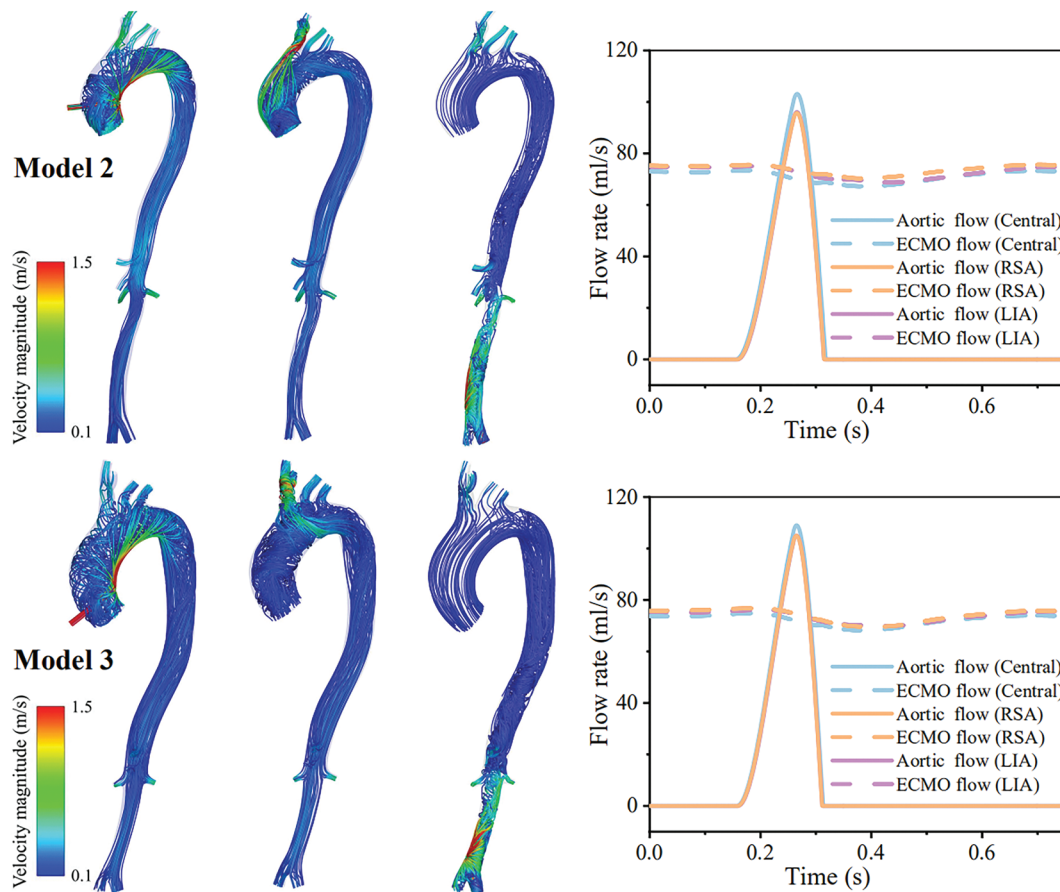 Model 2
Velocity magnitude (m/s)
1.5
0.1
Flow rate (ml/s)
120
80
40
0
Aortic flow (Central)
ECMO flow (Central)
Aortic flow (RSA)
ECMO flow (RSA)
Aortic flow (LIA)
ECMO flow (LIA)
0.0 0.2 0.4 0.6
Time (s)
Model 3
Velocity magnitude (m/s)
1.5
0.1
Flow rate (ml/s)
120
80
40
0
Aortic flow (Central)
ECMO flow (Central)
Aortic flow (RSA)
ECMO flow (RSA)
Aortic flow (LIA)
ECMO flow (LIA)
0.0 0.2 0.4 0.6
Time (s)